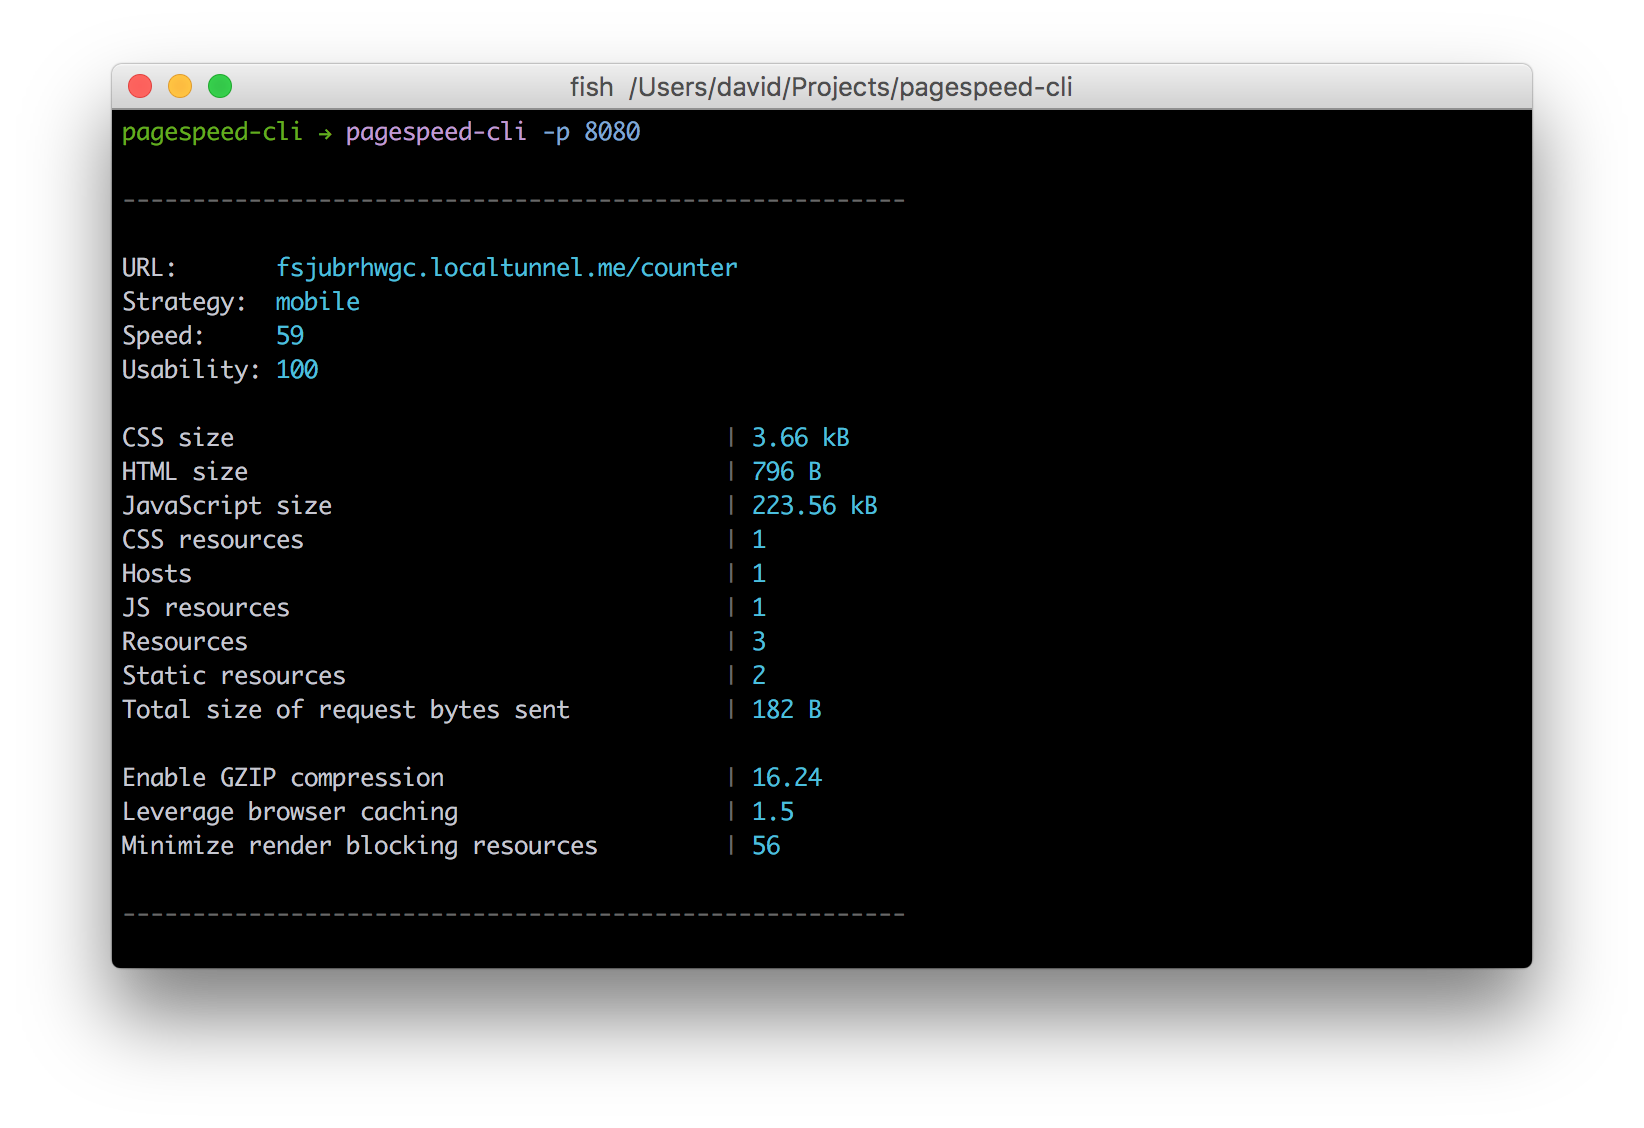 fish  /Users/david/Projects/pagespeed-cli
pagespeed-cli → pagespeed-cli -p 8080
--------------------------------------------------------
URL:       fsjubrhwgc.localtunnel.me/counter
Strategy:  mobile
Speed:     59
Usability: 100
CSS size                                   | 3.66 kB
HTML size                                  | 796 B
JavaScript size                            | 223.56 kB
CSS resources                              | 1
Hosts                                      | 1
JS resources                               | 1
Resources                                  | 3
Static resources                           | 2
Total size of request bytes sent           | 182 B
Enable GZIP compression                    | 16.24
Leverage browser caching                   | 1.5
Minimize render blocking resources         | 56
--------------------------------------------------------